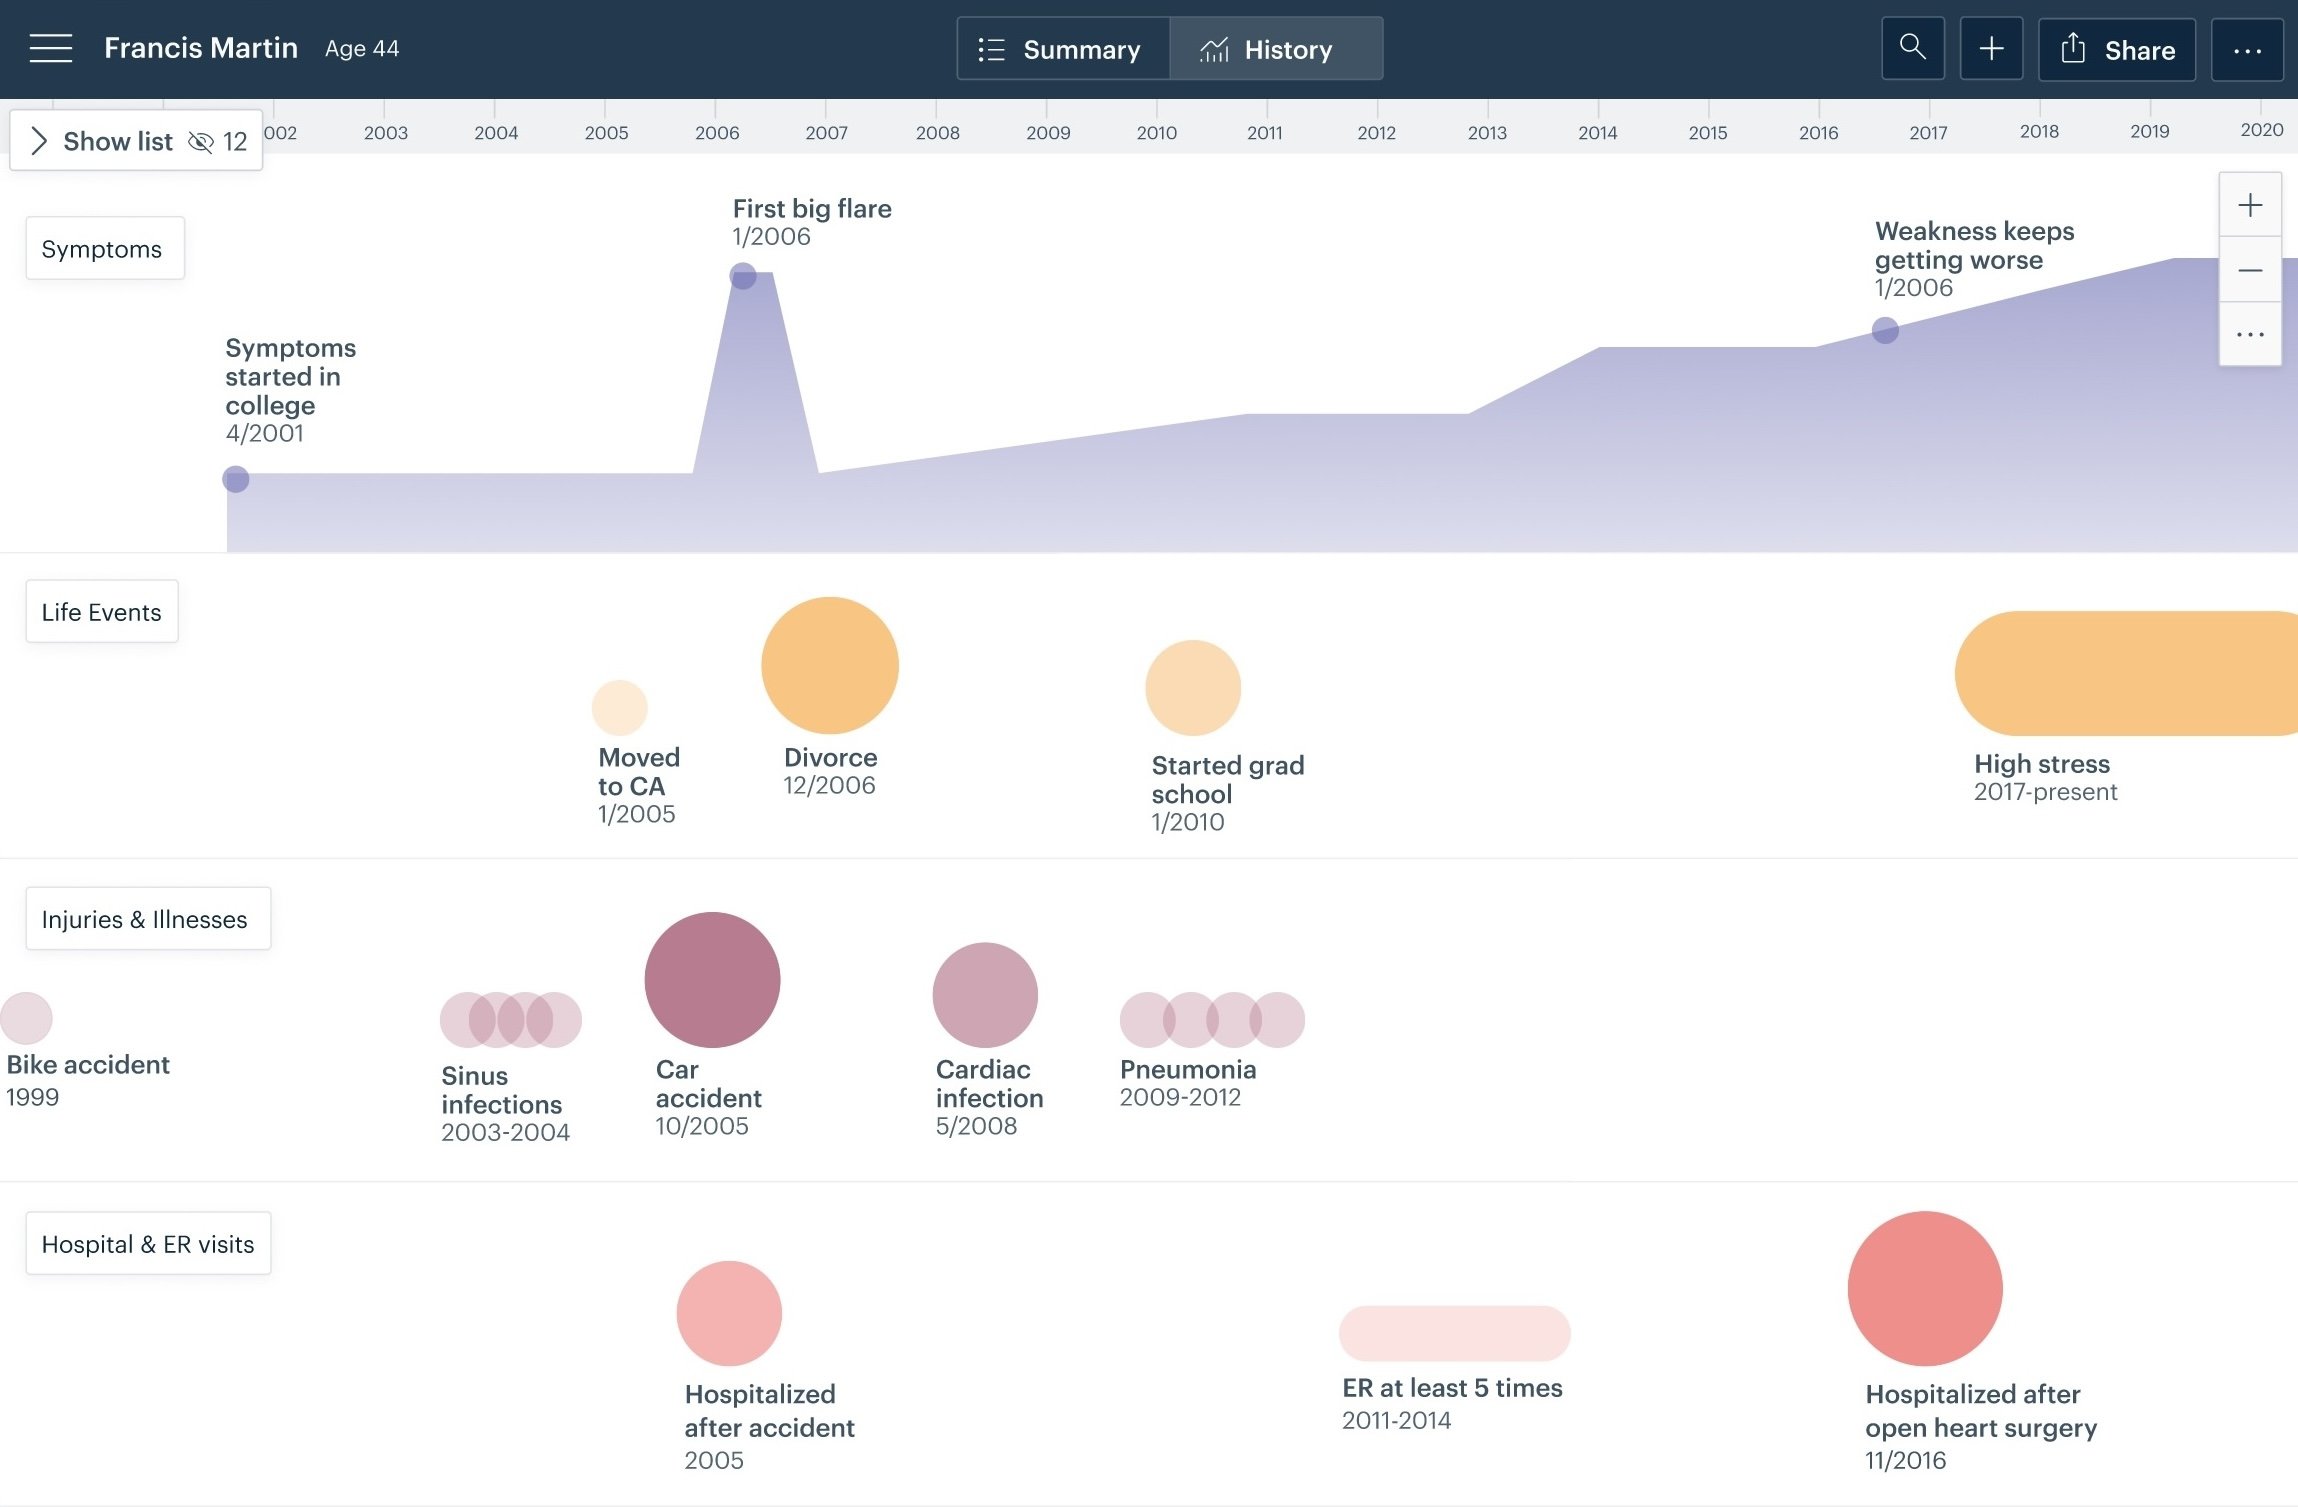 Francis Martin Age 44
Summary
History
Share
Show list 12
002 2003 2004 2005 2006 2007 2008 2009 2010 2011 2012 2013 2014 2015 2016 2017 2018 2019 2020
Symptoms
First big flare
1/2006
Weakness keeps
getting worse
1/2006
Symptoms
started in
college
4/2001
Life Events
Moved
to CA
1/2005
Divorce
12/2006
Started grad
school
1/2010
High stress
2017-present
Injuries & Illnesses
Bike accident
1999
Sinus
infections
2003-2004
Car
accident
10/2005
Cardiac
infection
5/2008
Pneumonia
2009-2012
Hospital & ER visits
Hospitalized
after accident
2005
ER at least 5 times
2011-2014
Hospitalized after
open heart surgery
11/2016